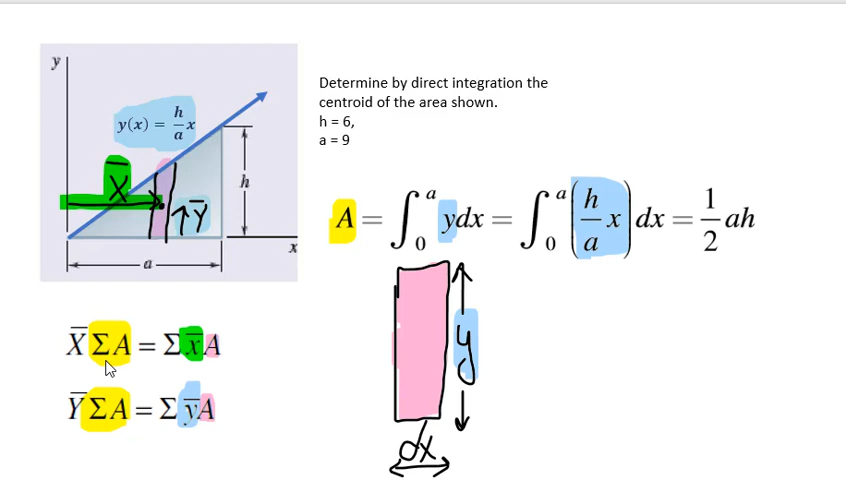 y
y(x) = h/a x
X̄
↑Ȳ
h
x
a
Determine by direct integration the
centroid of the area shown.
h = 6,
a = 9
A = ∫₀ᵃ ydx = ∫₀ᵃ (h/a x) dx = 1/2 ah
X̄ΣA = Σx̄A
ȲΣA = ΣȳA
y
dx